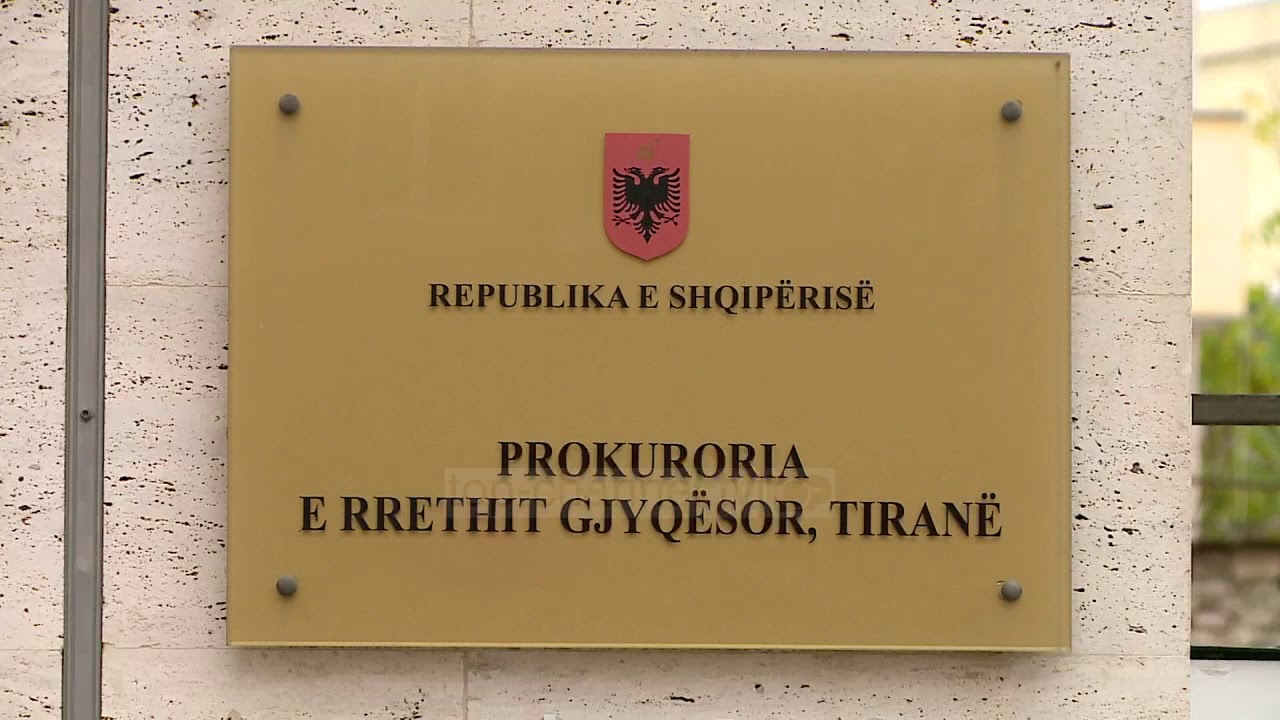 REPUBLIKA E SHQIPËRISË
PROKURORIA
E RRETHIT GJYQËSOR, TIRANË